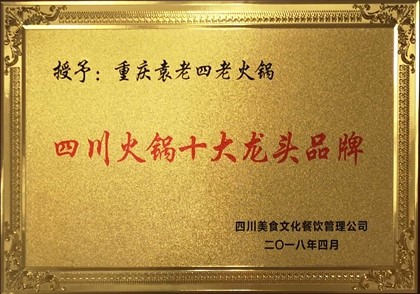 授予：重庆袁老四老火锅
四川火锅十大龙头品牌
四川美食文化餐饮管理公司
二〇一八年四月